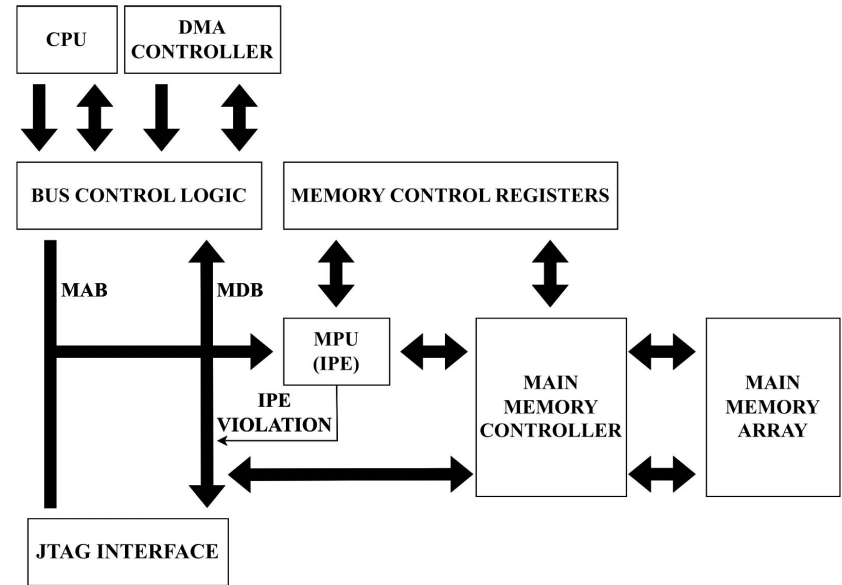 CPU
DMA
CONTROLLER
BUS CONTROL LOGIC
MEMORY CONTROL REGISTERS
MAB
MDB
MPU
(IPE)
IPE
VIOLATION
MAIN
MEMORY
CONTROLLER
MAIN
MEMORY
ARRAY
JTAG INTERFACE